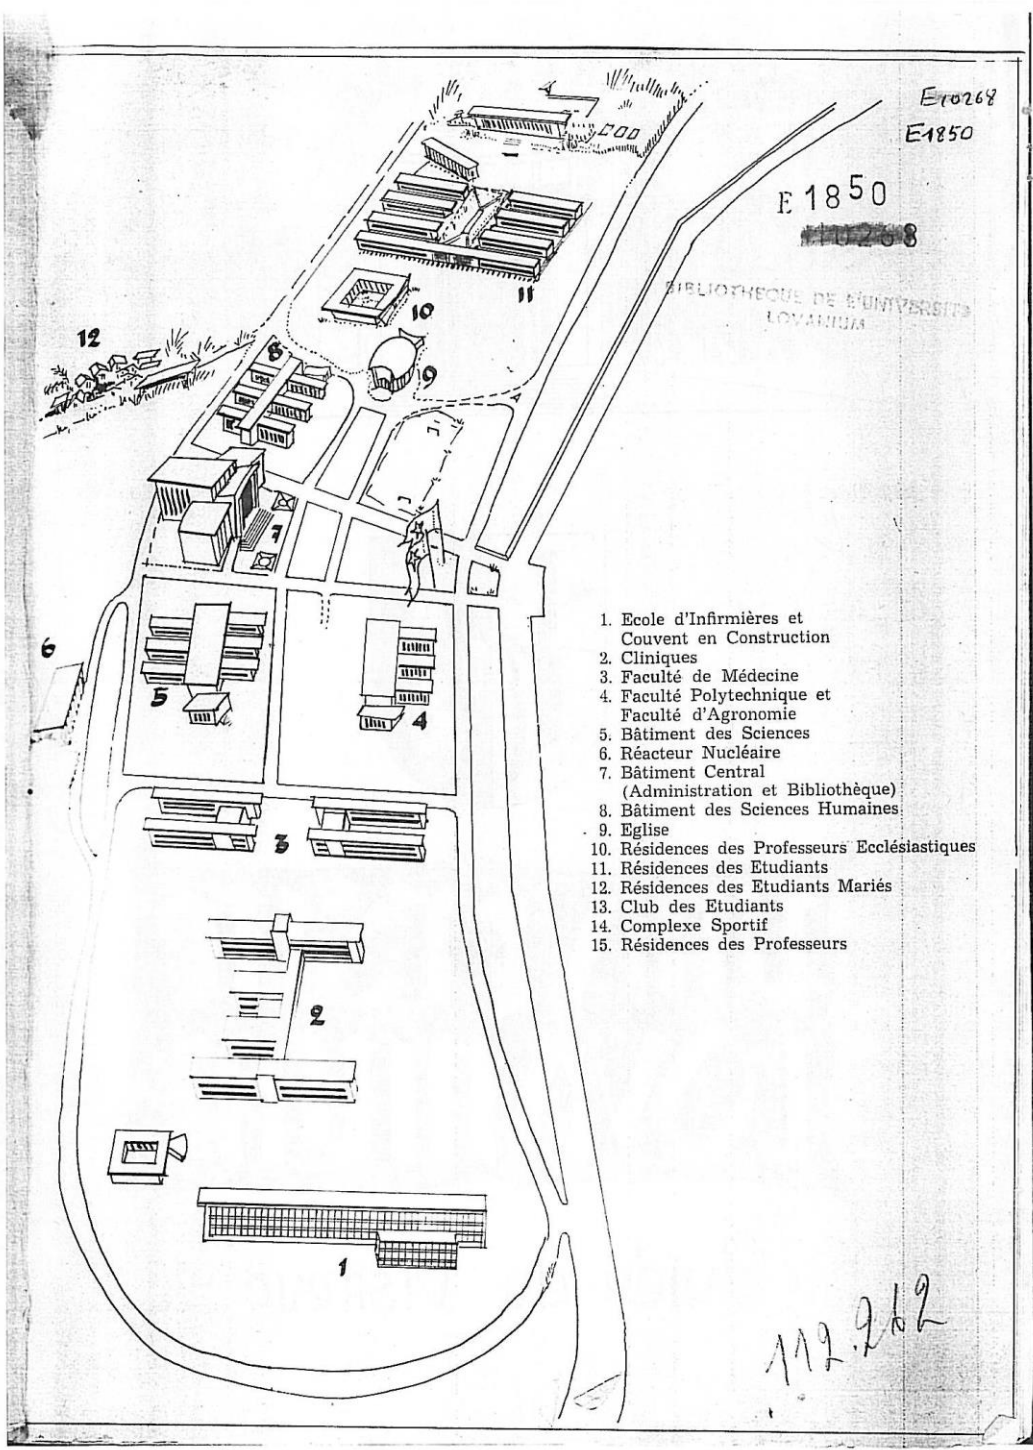 E10268
E1850
E 1850
10268
BIBLIOTHEQUE DE L'UNIVERSITE
LOVANIUM
12
11
10
8
9
7
6
5
4
3
2
1
1. Ecole d'Infirmières et
Couvent en Construction
2. Cliniques
3. Faculté de Médecine
4. Faculté Polytechnique et
Faculté d'Agronomie
5. Bâtiment des Sciences
6. Réacteur Nucléaire
7. Bâtiment Central
(Administration et Bibliothèque)
8. Bâtiment des Sciences Humaines
9. Eglise
10. Résidences des Professeurs Ecclésiastiques
11. Résidences des Etudiants
12. Résidences des Etudiants Mariés
13. Club des Etudiants
14. Complexe Sportif
15. Résidences des Professeurs